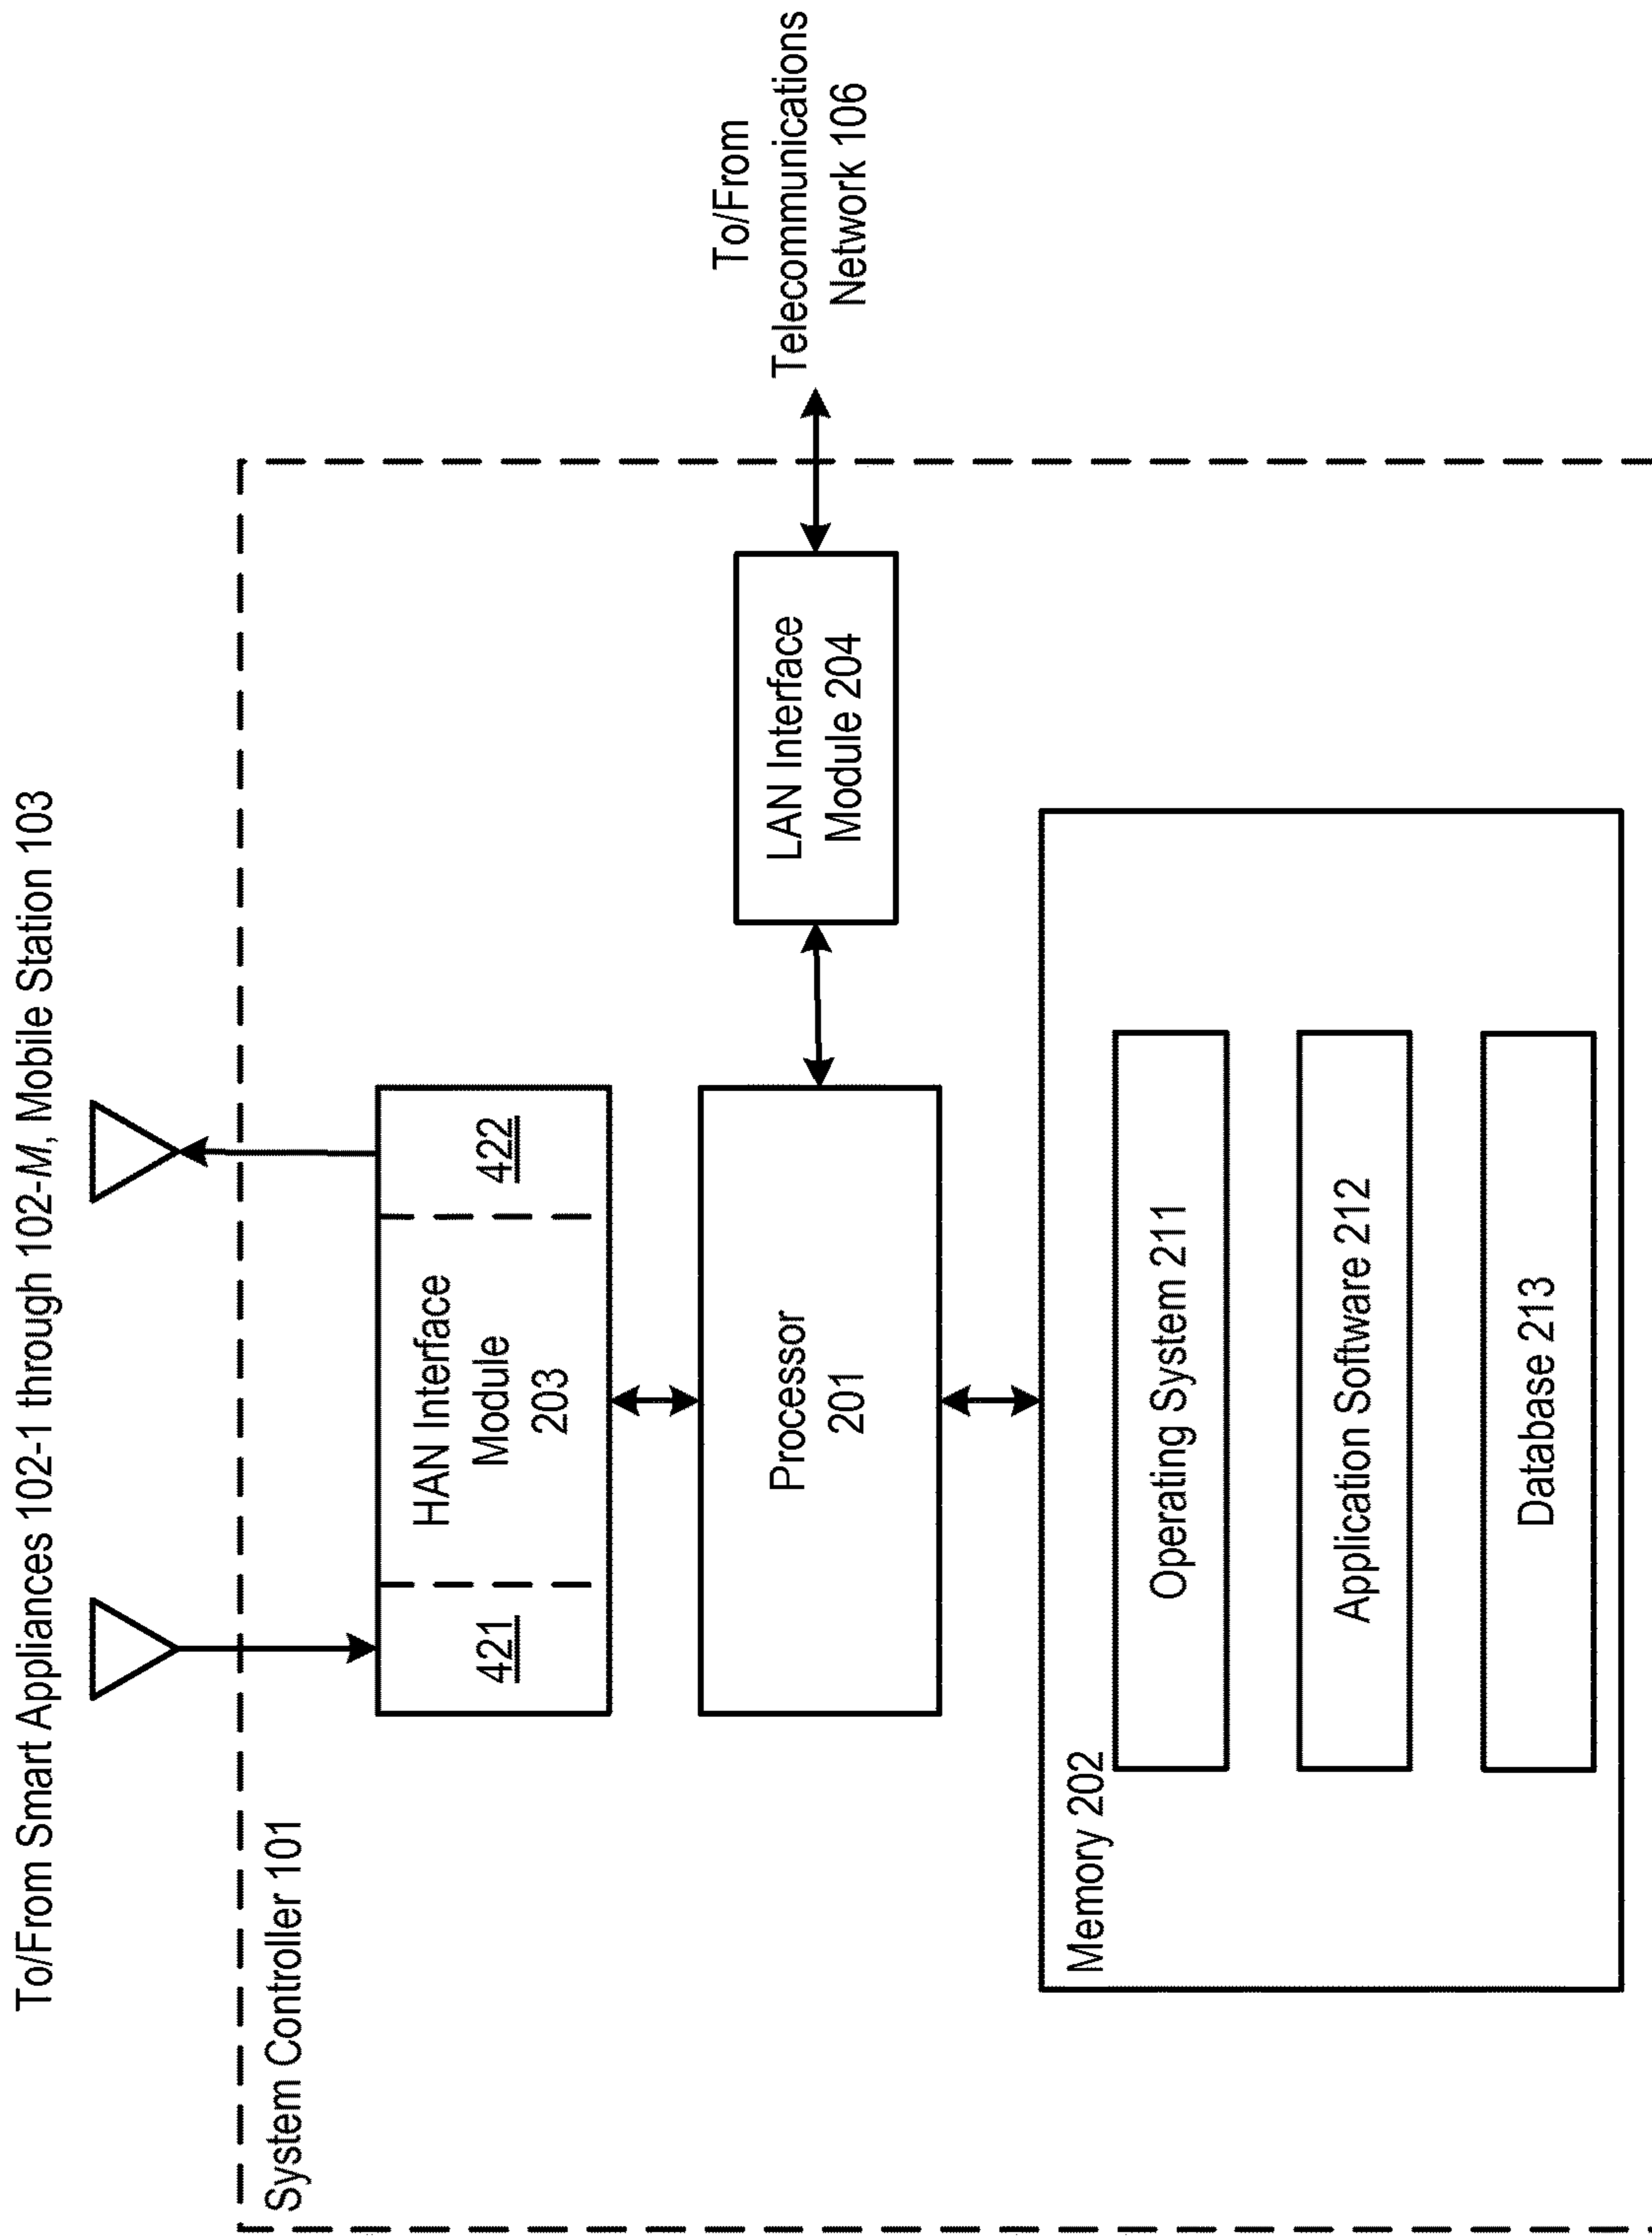 To/From Smart Appliances 102-1 through 102-M, Mobile Station 103
System Controller 101
421
HAN Interface
Module
203
422
Processor
201
LAN Interface
Module 204
To/From
Telecommunications
Network 106
Memory 202
Operating System 211
Application Software 212
Database 213